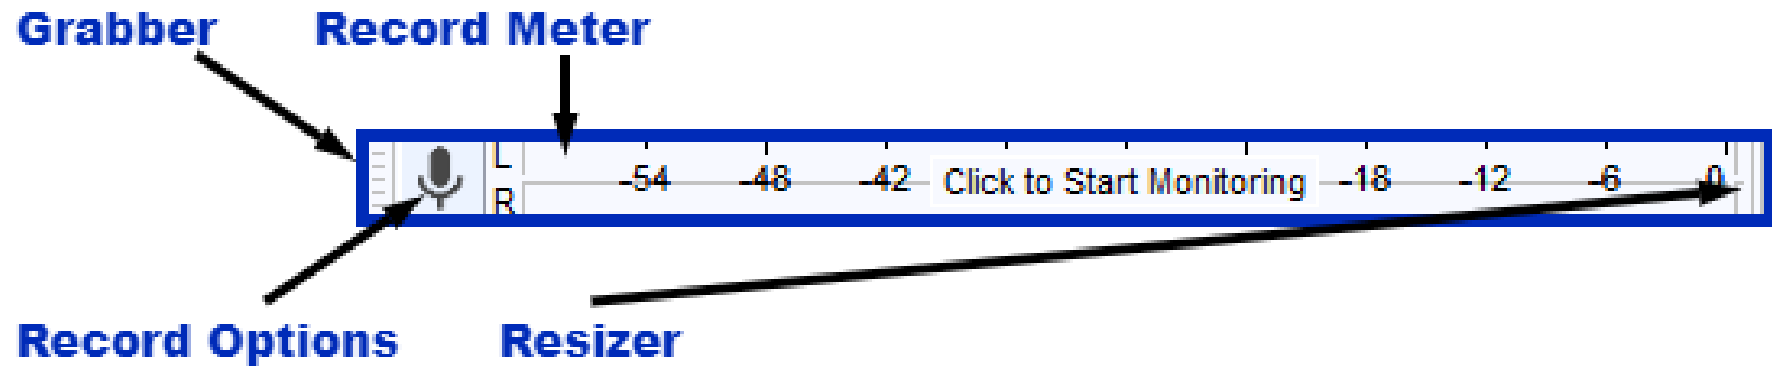 Grabber Record Meter
L
R
-54 -48 -42 Click to Start Monitoring -18 -12 -6 0
Record Options Resizer